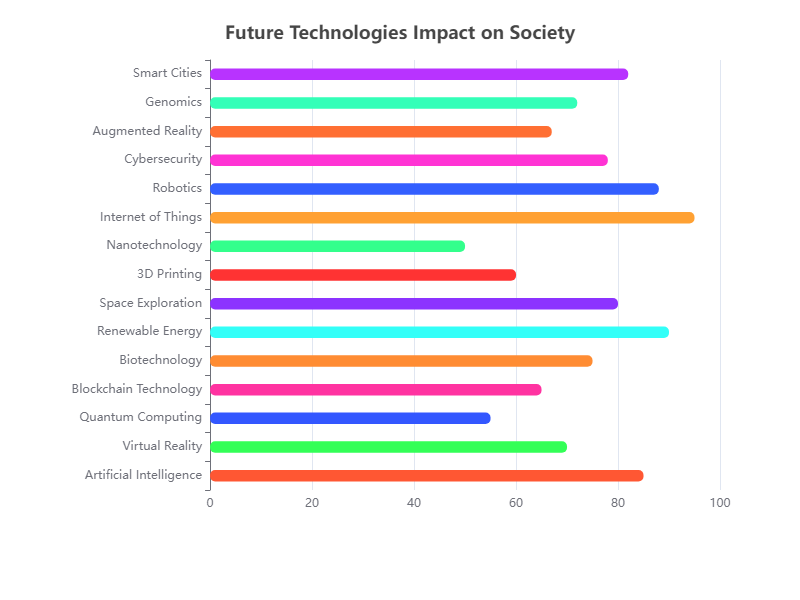 Future Technologies Impact on Society
Smart Cities
Genomics
Augmented Reality
Cybersecurity
Robotics
Internet of Things
Nanotechnology
3D Printing
Space Exploration
Renewable Energy
Biotechnology
Blockchain Technology
Quantum Computing
Virtual Reality
Artificial Intelligence
0 20 40 60 80 100